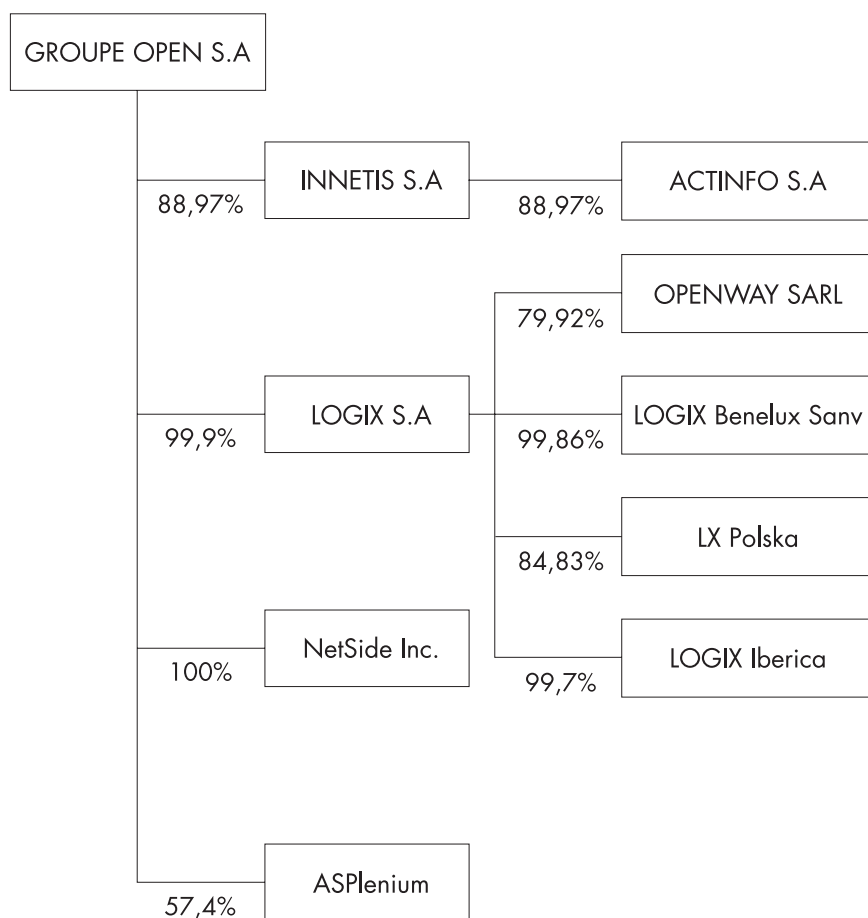 GROUPE OPEN S.A
INNETIS S.A
ACTINFO S.A
88,97%
88,97%
OPENWAY SARL
79,92%
LOGIX S.A
LOGIX Benelux Sanv
99,9%
99,86%
LX Polska
84,83%
NetSide Inc.
LOGIX Iberica
100%
99,7%
ASPlenium
57,4%